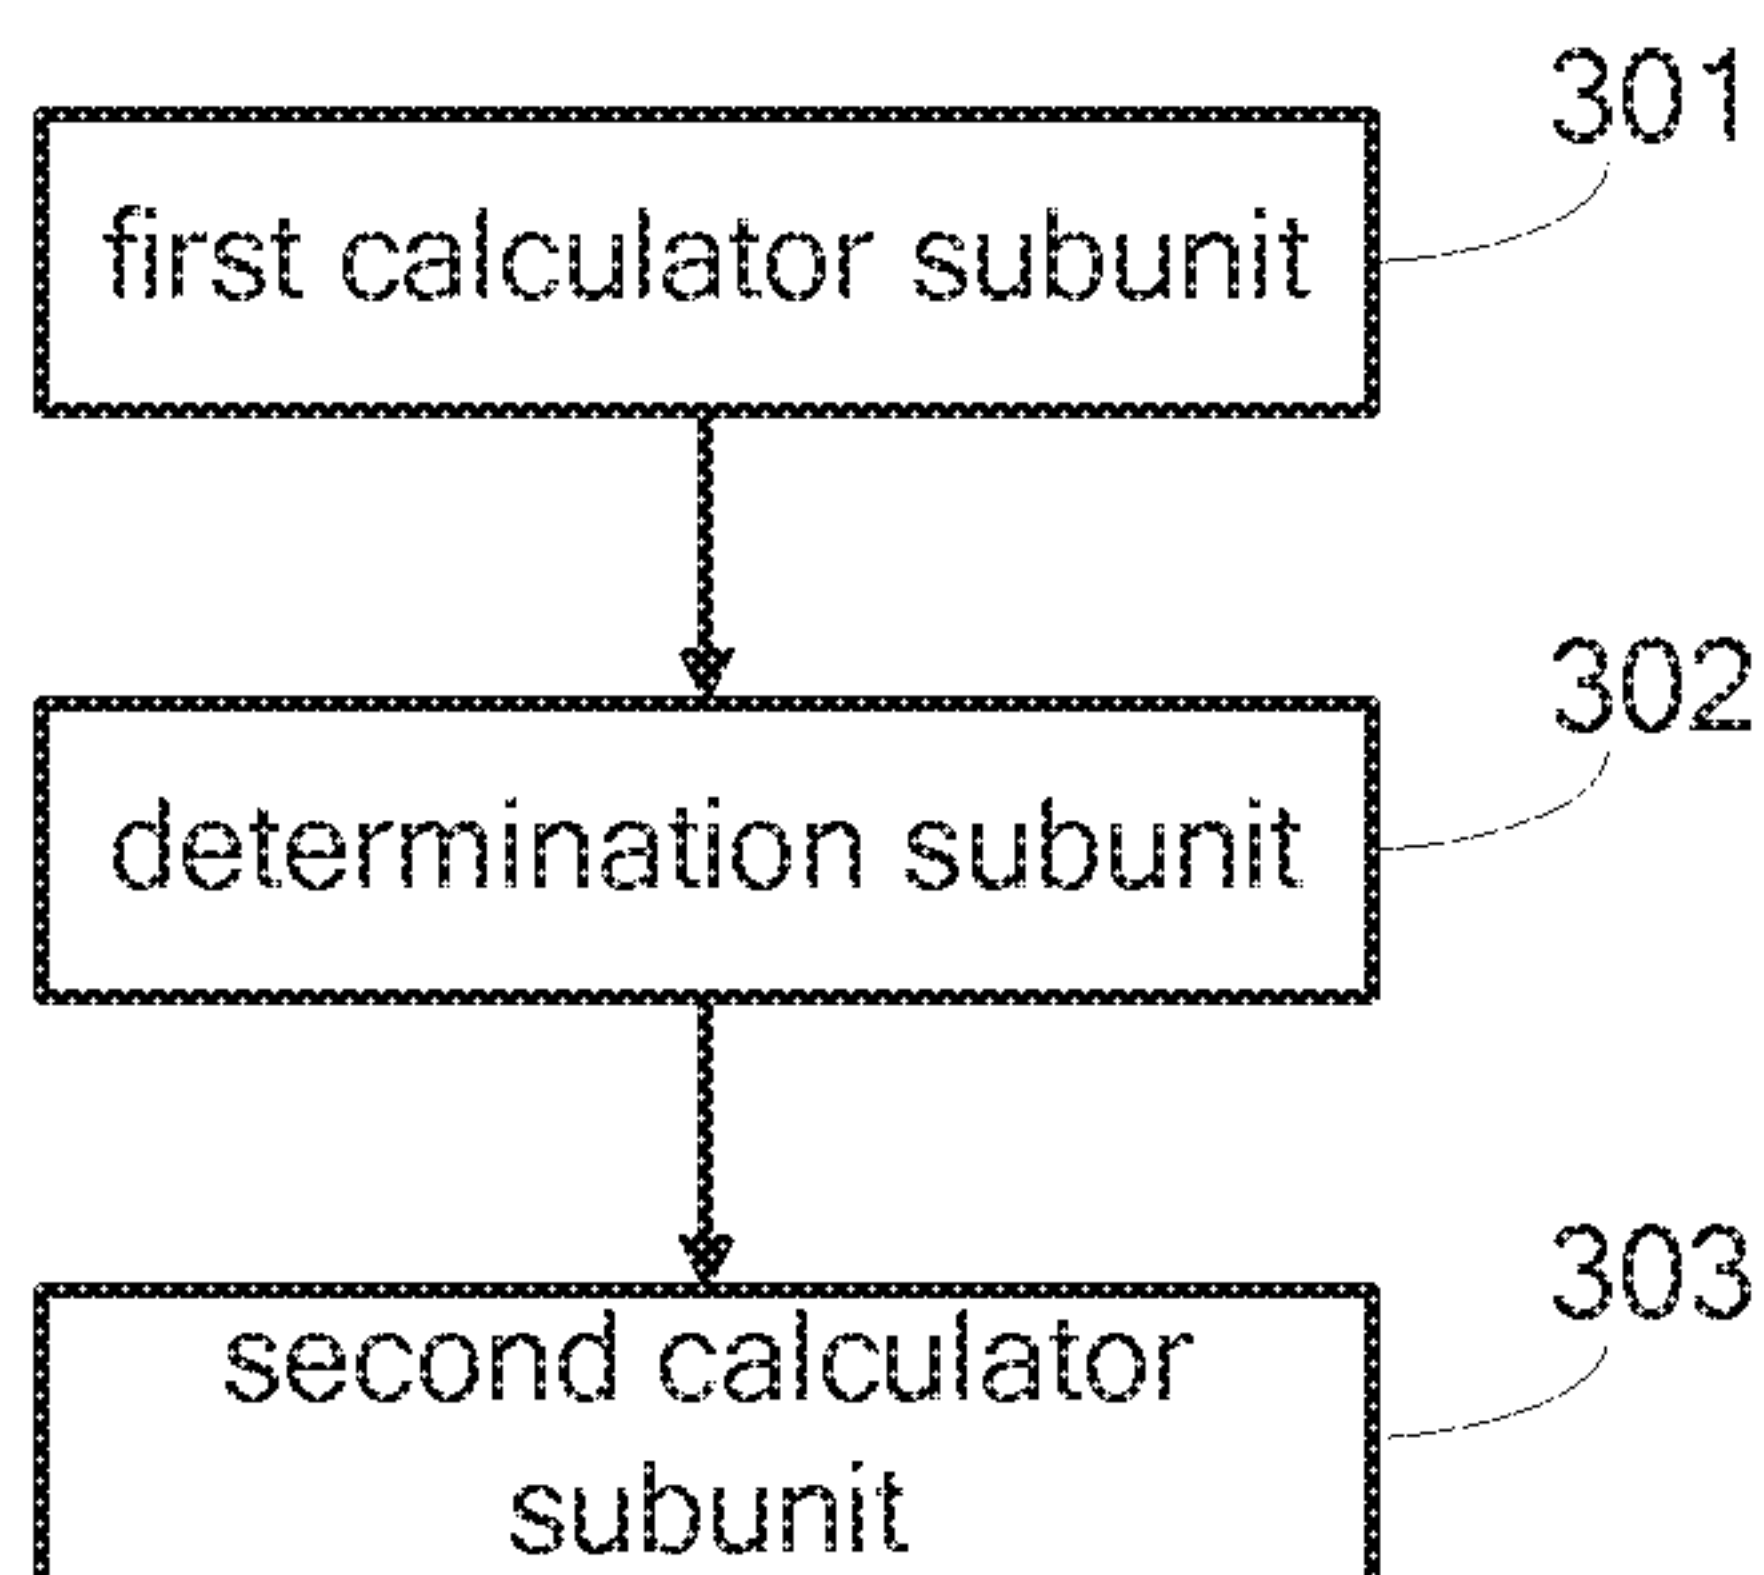 301
first calculator subunit
302
determination subunit
303
second calculator
subunit